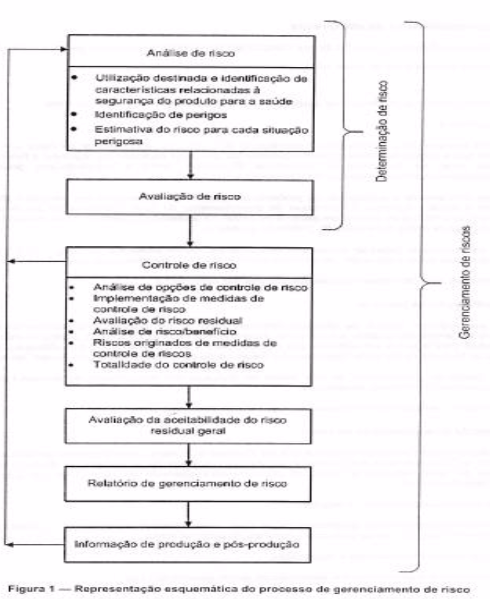 Análise de risco
• Utilização destinada e identificação de
características relacionadas à
segurança do produto para a saúde
• Identificação de perigos
• Estimativa do risco para cada situação
perigosa
Avaliação de risco
Determinação de risco
Controle de risco
• Análise de opções de controle de risco
• Implementação de medidas de
controle de risco
• Avaliação do risco residual
• Análise de risco/benefício
• Riscos originados de medidas de
controle de riscos
• Totalidade do controle de risco
Avaliação da aceitabilidade do risco
residual geral
Relatório de gerenciamento de risco
Informação de produção e pós-produção
Gerenciamento de riscos
Figura 1 — Representação esquemática do processo de gerenciamento de risco